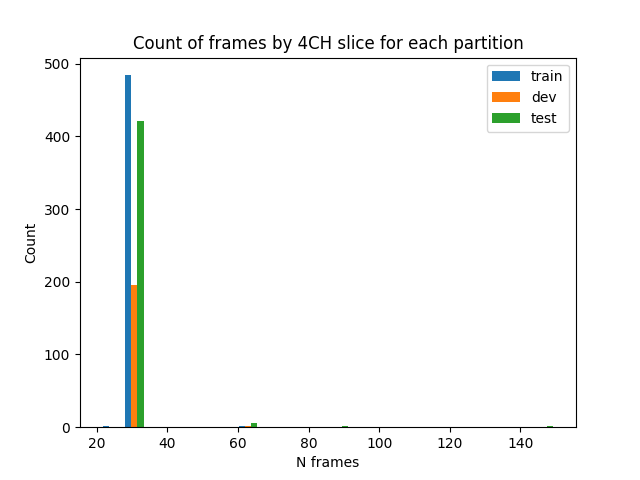 Count of frames by 4CH slice for each partition
train
dev
test
500
400
300
200
100
0
Count
20 40 60 80 100 120 140
N frames